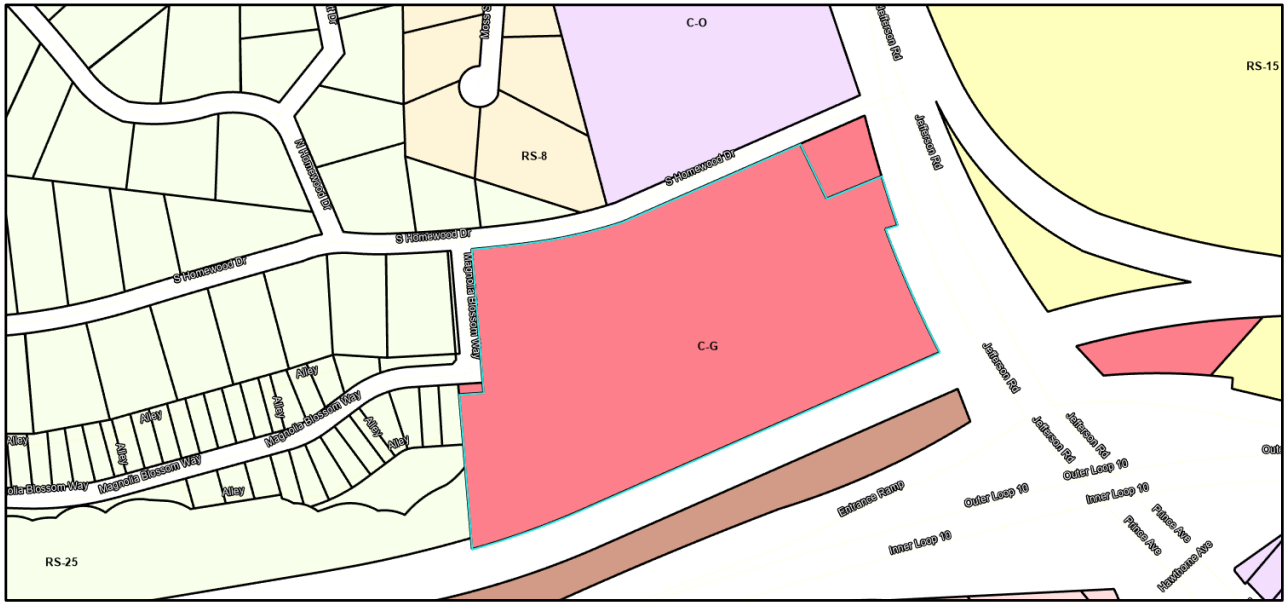 C-O
Jefferson Rd
RS-15
Jefferson Rd
RS-8
N Homewood Dr
S Homewood Dr
S Homewood Dr
S Homewood Dr
Magnolia Blossom Way
C-G
Jefferson Rd
Alley
Alley
Alley
Magnolia Blossom Way
Alley
Alley
Alley
Alley
Magnolia Blossom Way
Alley
Jefferson Rd
Jefferson Rd
Outer Loop 10
Outer Loop 10
Inner Loop 10
Entrance Ramp
Inner Loop 10
Prince Ave
Prince Ave
Hawthorne Ave
RS-25